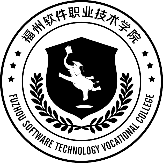 福州软件职业技术学院
FUZHOU SOFTWARE TECHNOLOGY VOCATIONAL COLLEGE